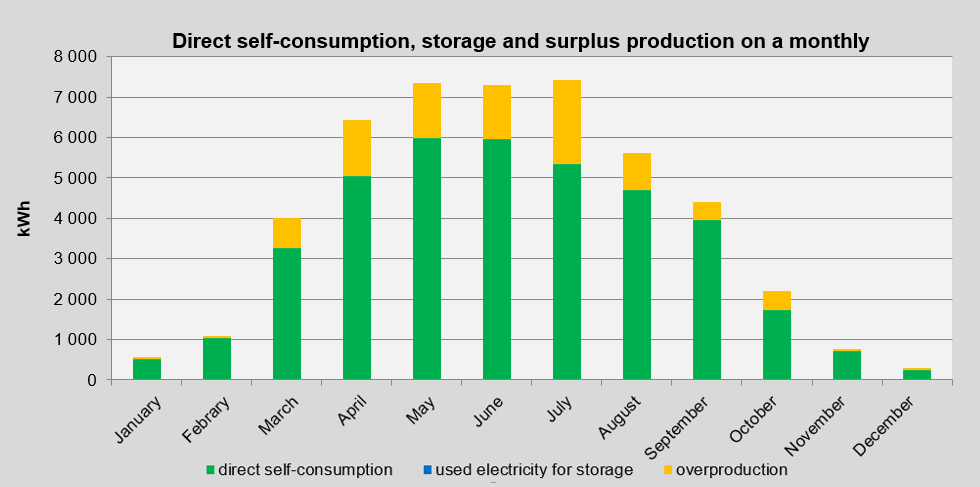 Direct self-consumption, storage and surplus production on a monthly
8 000
7 000
6 000
5 000
4 000
3 000
2 000
1 000
0
kWh
January
Febrary
March
April
May
June
July
August
September
October
November
December
direct self-consumption used electricity for storage overproduction